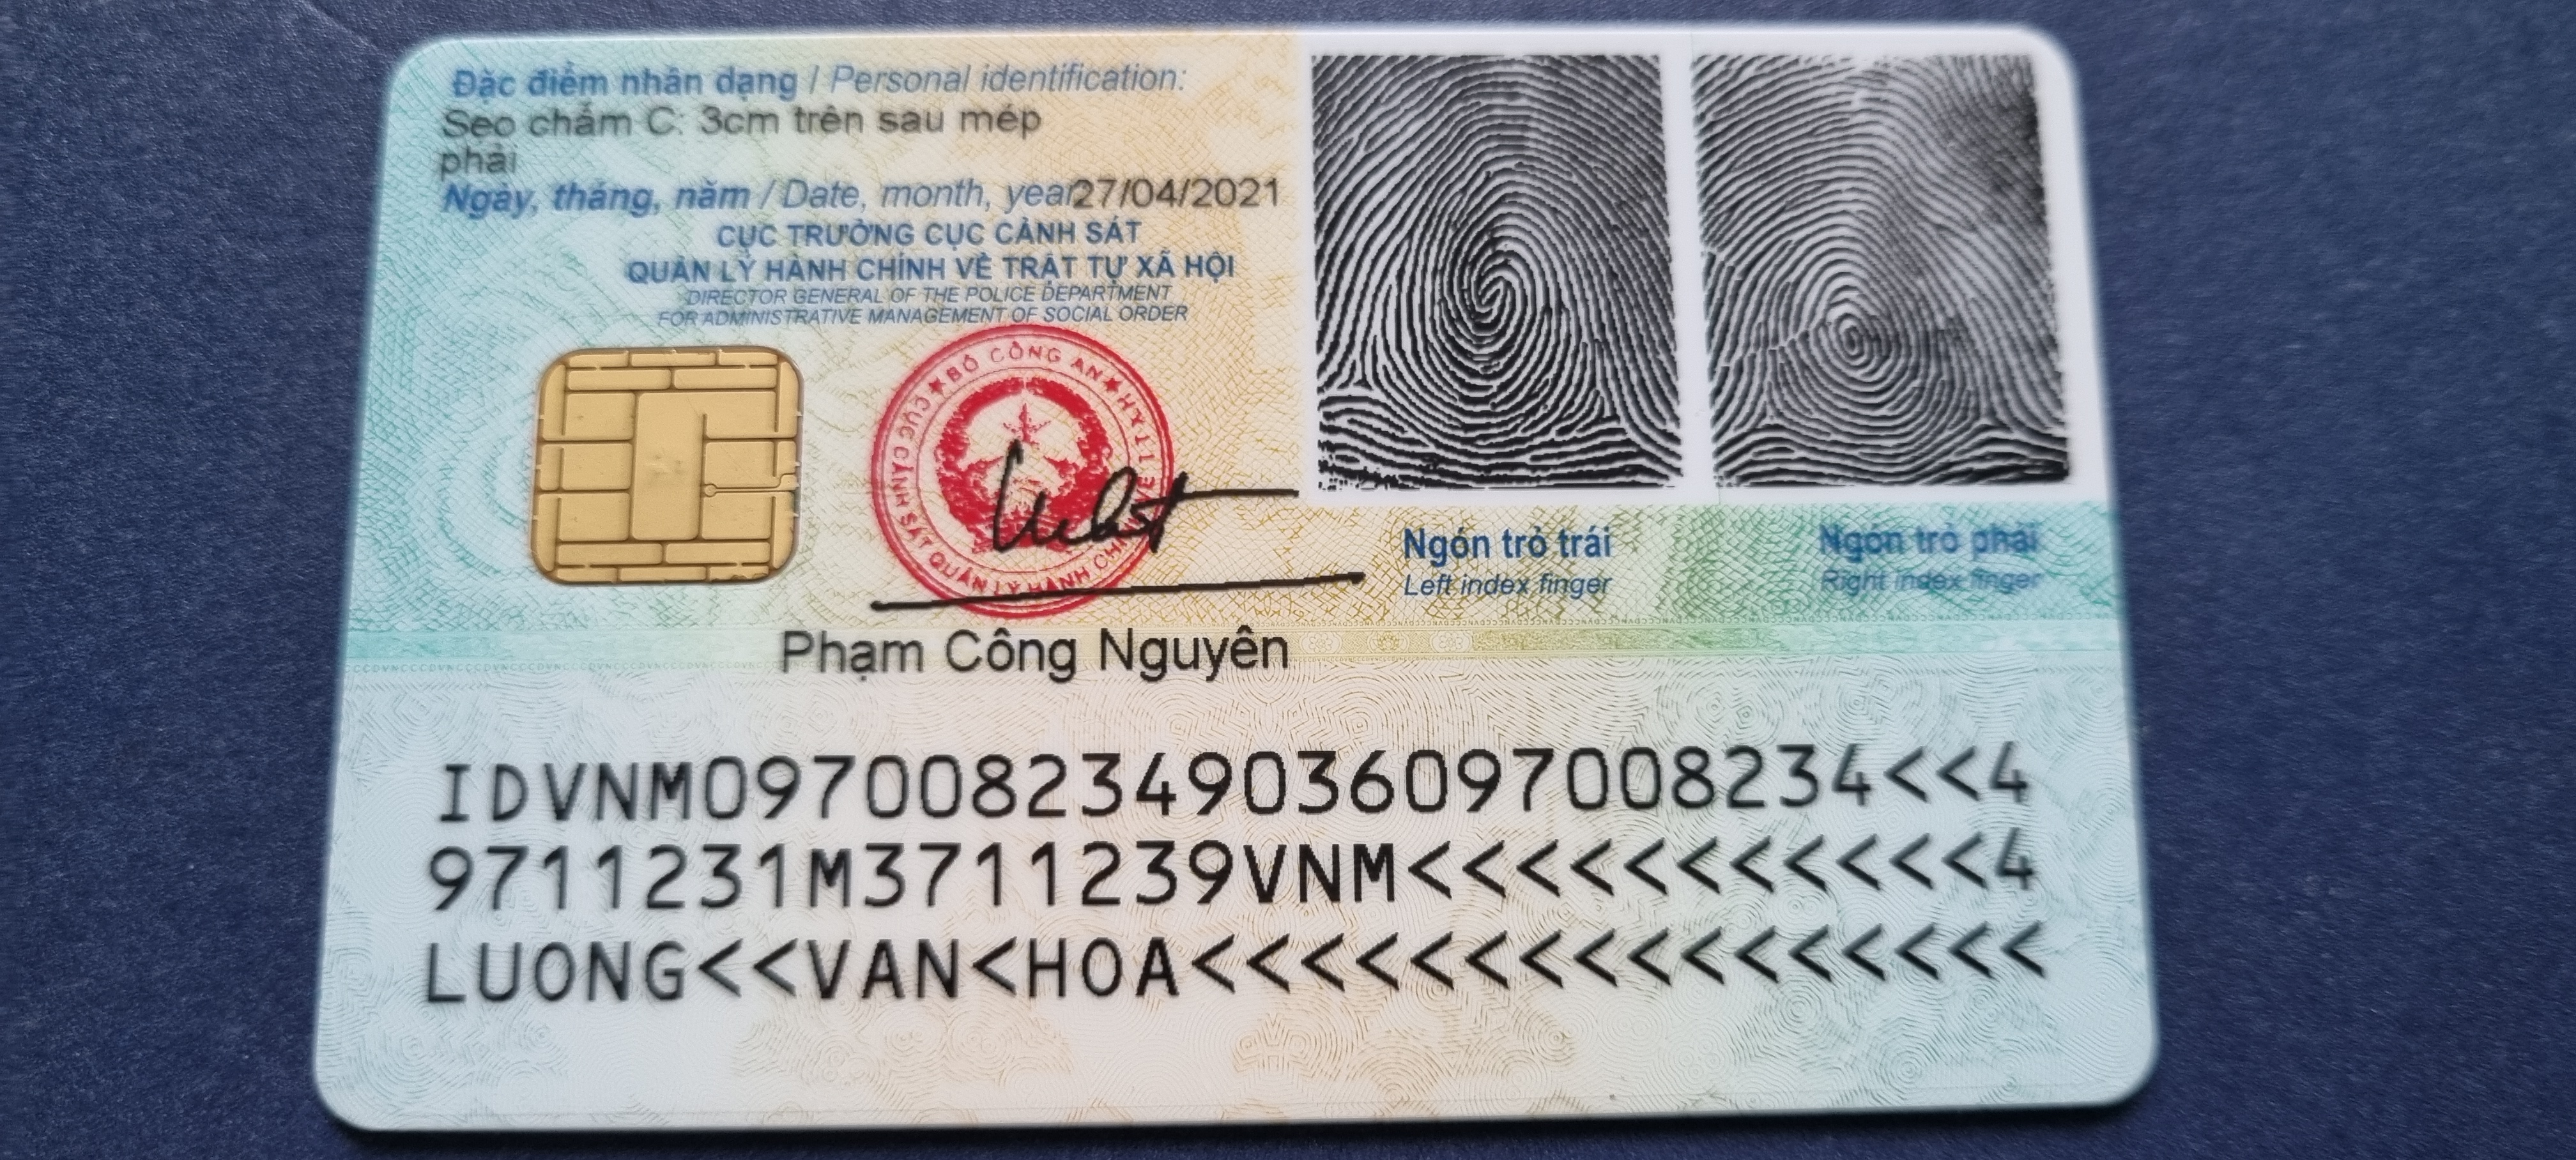 Đặc điểm nhân dạng / Personal identification:
Sẹo chấm C: 3cm trên sau mép
phải
Ngày, tháng, năm / Date, month, year 27/04/2021
CỤC TRƯỞNG CỤC CẢNH SÁT
QUẢN LÝ HÀNH CHÍNH VỀ TRẬT TỰ XÃ HỘI
DIRECTOR GENERAL OF THE POLICE DEPARTMENT
FOR ADMINISTRATIVE MANAGEMENT OF SOCIAL ORDER
BỘ CÔNG AN
CỤC CẢNH SÁT QUẢN LÝ HÀNH CHÍNH VỀ TTXH
Phạm Công Nguyên
Ngón trỏ trái
Left index finger
Ngón trỏ phải
Right index finger
IDVNM0970082349036097008234<<4
9711231M3711239VNM<<<<<<<<<<<4
LUONG<<VAN<HOA<<<<<<<<<<<<<<<<